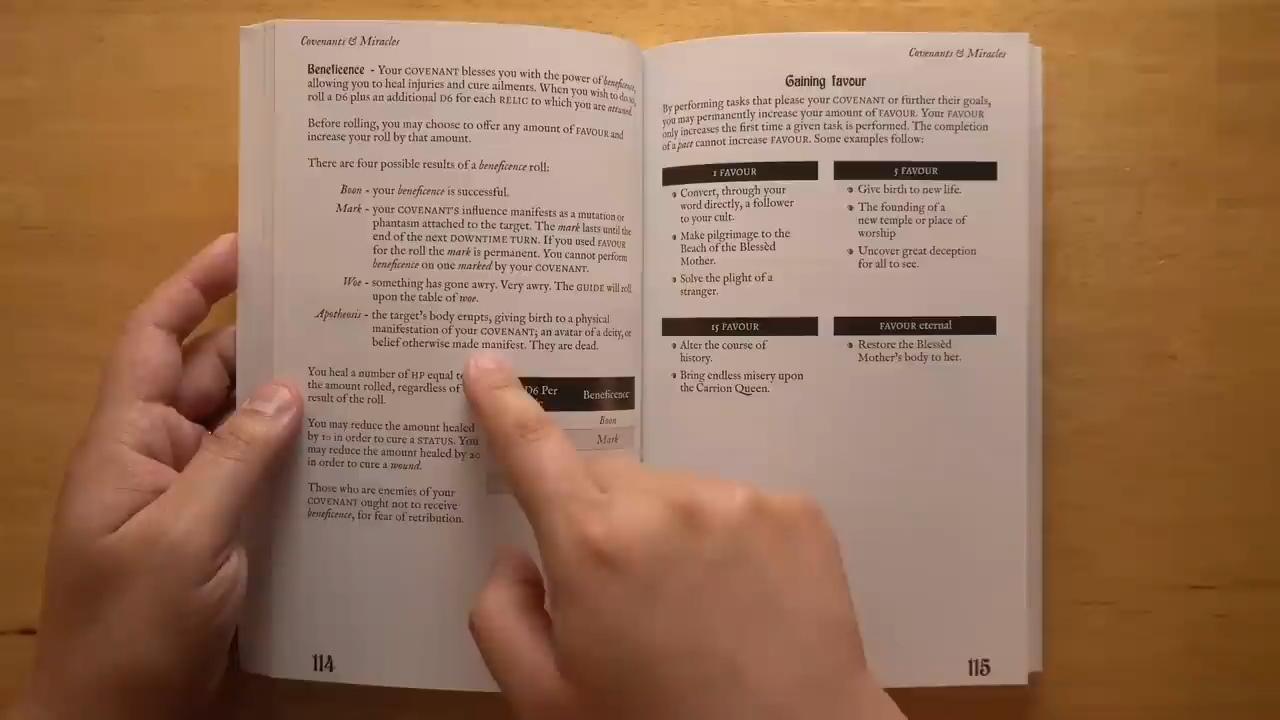 Covenants & Miracles
Beneficence - Your COVENANT blesses you with the power of beneficence,
allowing you to heal injuries and cure ailments. When you wish to do so,
roll a D6 plus an additional D6 for each RELIC to which you are attuned.
Before rolling, you may choose to offer any amount of FAVOUR and
increase your roll by that amount.
There are four possible results of a beneficence roll:
Boon - your beneficence is successful.
Mark - your COVENANT'S influence manifests as a mutation or
phantasm attached to the target. The mark lasts until the
end of the next DOWNTIME TURN. If you used FAVOUR
for the roll the mark is permanent. You cannot perform
beneficence on one marked by your COVENANT.
Woe - something has gone awry. Very awry. The GUIDE will roll
upon the table of woe.
Apotheosis - the target's body erupts, giving birth to a physical
manifestation of your COVENANT; an avatar of a deity, or
belief otherwise made manifest. They are dead.
You heal a number of HP equal to
the amount rolled, regardless of
result of the roll.
You may reduce the amount healed
by 10 in order to cure a STATUS. You
may reduce the amount healed by 20
in order to cure a wound.
Those who are enemies of your
COVENANT ought not to receive
beneficence, for fear of retribution.
D6 Per
Beneficence
Boon
Mark
114
Covenants & Miracles
Gaining favour
By performing tasks that please your COVENANT or further their goals,
you may permanently increase your amount of FAVOUR. Your FAVOUR
only increases the first time a given task is performed. The completion
of a pact cannot increase FAVOUR. Some examples follow:
1 FAVOUR
Convert, through your
word directly, a follower
to your cult.
Make pilgrimage to the
Beach of the Blessèd
Mother.
Solve the plight of a
stranger.
5 FAVOUR
Give birth to new life.
The founding of a
new temple or place of
worship
Uncover great deception
for all to see.
15 FAVOUR
Alter the course of
history.
Bring endless misery upon
the Carrion Queen.
FAVOUR eternal
Restore the Blessèd
Mother's body to her.
115